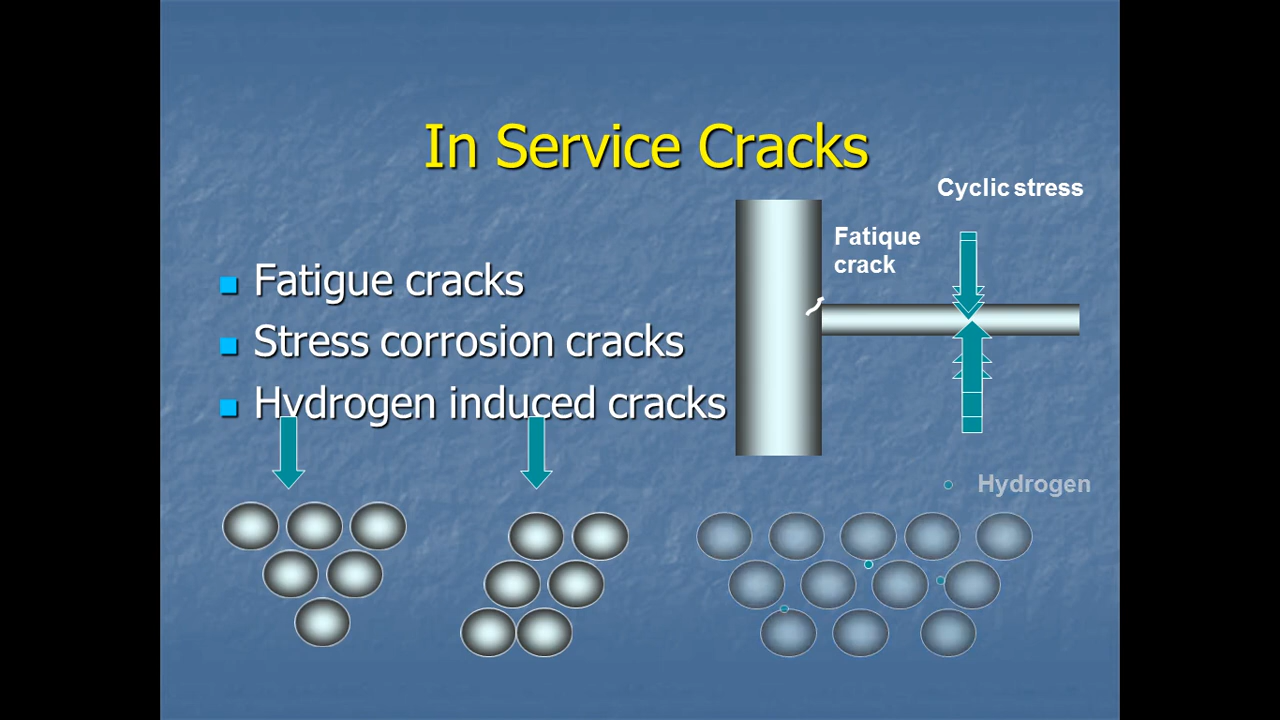 In Service Cracks
Cyclic stress
Fatique
crack
Fatigue cracks
Stress corrosion cracks
Hydrogen induced cracks
Hydrogen